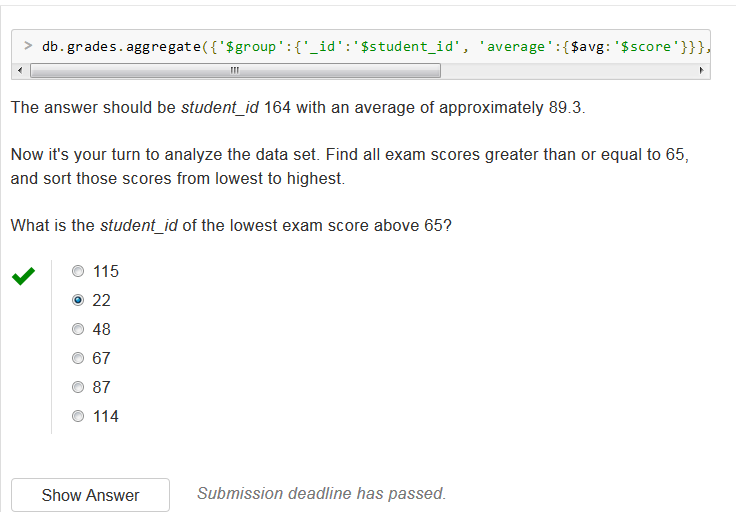 > db.grades.aggregate({'$group':{'_id':'$student_id', 'average':{$avg:'$score'}}},
The answer should be student_id 164 with an average of approximately 89.3.
Now it's your turn to analyze the data set. Find all exam scores greater than or equal to 65,
and sort those scores from lowest to highest.
What is the student_id of the lowest exam score above 65?
115
22
48
67
87
114
Show Answer
Submission deadline has passed.